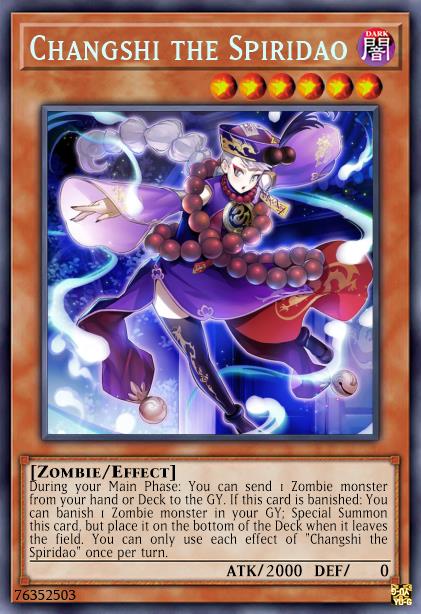 CHANGSHI THE SPIRIDAO
DARK
闇
[ZOMBIE/EFFECT]
During your Main Phase: You can send 1 Zombie monster
from your hand or Deck to the GY. If this card is banished: You
can banish 1 Zombie monster in your GY; Special Summon
this card, but place it on the bottom of the Deck when it leaves
the field. You can only use each effect of "Changshi the
Spiridao" once per turn.
ATK/2000 DEF/ 0
76352503